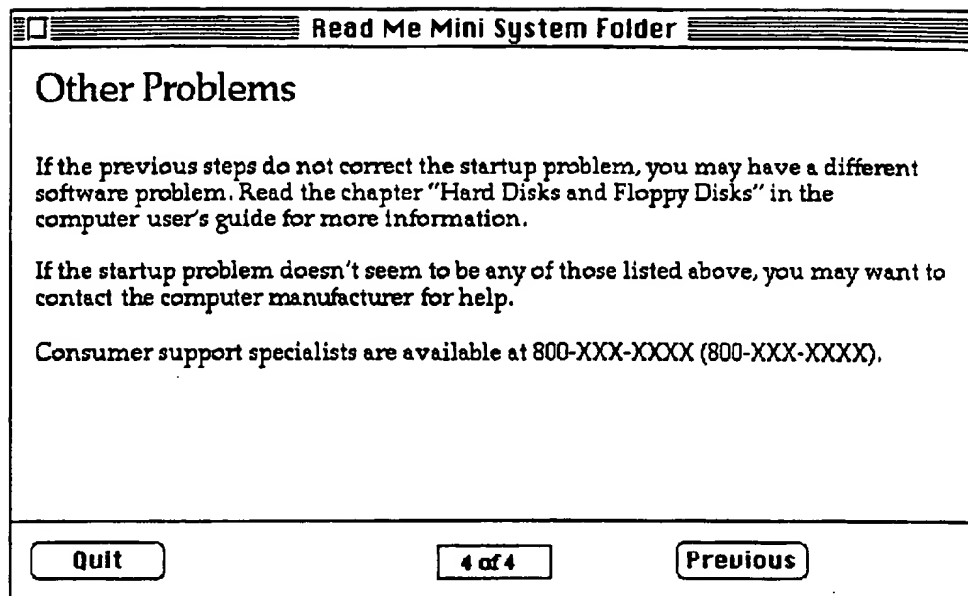 Read Me Mini System Folder
Other Problems
If the previous steps do not correct the startup problem, you may have a different
software problem. Read the chapter "Hard Disks and Floppy Disks" in the
computer user's guide for more information.
If the startup problem doesn't seem to be any of those listed above, you may want to
contact the computer manufacturer for help.
Consumer support specialists are available at 800-XXX-XXXX (800-XXX-XXXX).
Quit
4 of 4
Previous